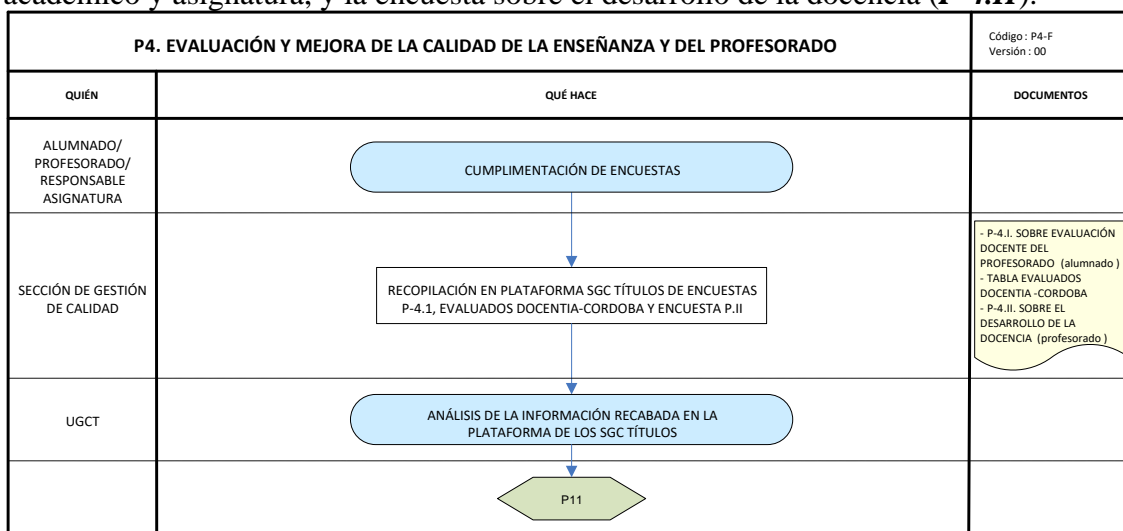 académico y asignatura, y la encuesta sobre el desarrollo de la docencia (P-4.II).
P4. EVALUACIÓN Y MEJORA DE LA CALIDAD DE LA ENSEÑANZA Y DEL PROFESORADO
Código : P4-F
Versión : 00
QUIÉN
QUÉ HACE
DOCUMENTOS
ALUMNADO/
PROFESORADO/
RESPONSABLE
ASIGNATURA
CUMPLIMENTACIÓN DE ENCUESTAS
SECCIÓN DE GESTIÓN
DE CALIDAD
RECOPILACIÓN EN PLATAFORMA SGC TÍTULOS DE ENCUESTAS
P-4.1, EVALUADOS DOCENTIA-CORDOBA Y ENCUESTA P.II
- P-4.I. SOBRE EVALUACIÓN
DOCENTE DEL
PROFESORADO (alumnado )
- TABLA EVALUADOS
DOCENTIA -CORDOBA
- P-4.II. SOBRE EL
DESARROLLO DE LA
DOCENCIA (profesorado )
UGCT
ANÁLISIS DE LA INFORMACIÓN RECABADA EN LA
PLATAFORMA DE LOS SGC TÍTULOS
P11